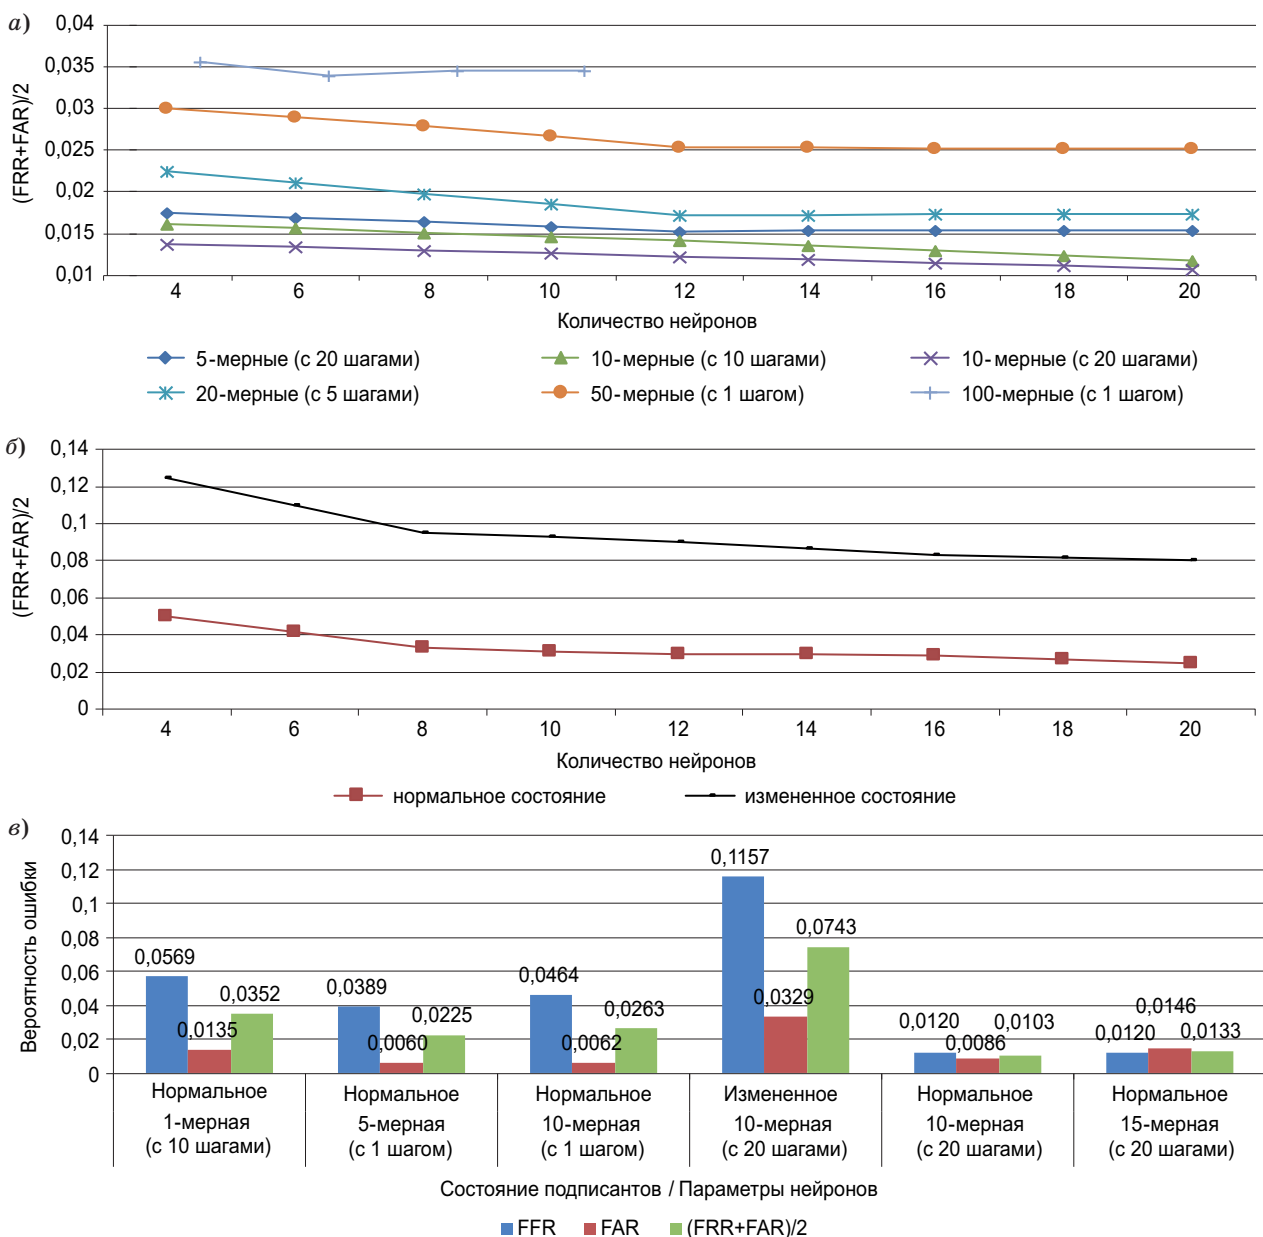 а)
(FRR+FAR)/2
0,04
0,035
0,03
0,025
0,02
0,015
0,01
4 6 8 10 12 14 16 18 20
Количество нейронов
5-мерные (с 20 шагами) 10-мерные (с 10 шагами) 10-мерные (с 20 шагами)
20-мерные (с 5 шагами) 50-мерные (с 1 шагом) 100-мерные (с 1 шагом)
б)
(FRR+FAR)/2
0,14
0,12
0,1
0,08
0,06
0,04
0,02
0
4 6 8 10 12 14 16 18 20
Количество нейронов
нормальное состояние измененное состояние
в)
Вероятность ошибки
0,14
0,12
0,1
0,08
0,06
0,04
0,02
0
0,0569 0,0135 0,0352
0,0389 0,0060 0,0225
0,0464 0,0062 0,0263
0,1157 0,0329 0,0743
0,0120 0,0086 0,0103
0,0120 0,0146 0,0133
Нормальное Нормальное Нормальное Измененное Нормальное Нормальное
1-мерная 5-мерная 10-мерная 10-мерная 10-мерная 15-мерная
(с 10 шагами) (с 1 шагом) (с 1 шагом) (с 20 шагами) (с 20 шагами) (с 20 шагами)
Состояние подписантов / Параметры нейронов
FFR FAR (FRR+FAR)/2